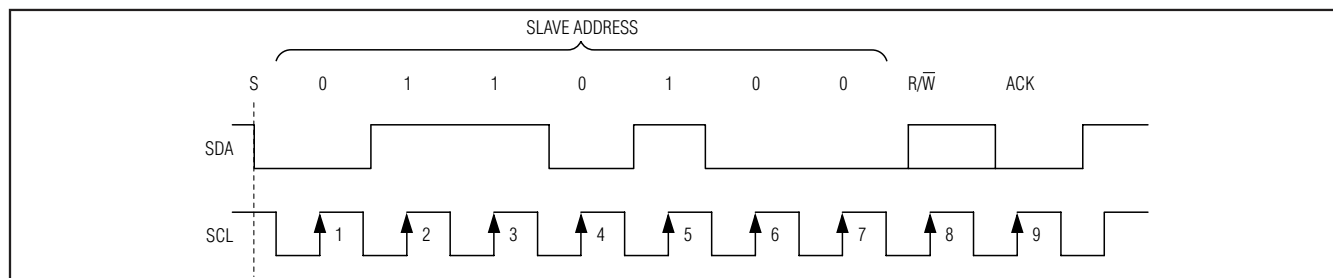 SLAVE ADDRESS
S 0 1 1 0 1 0 0 R/W̅ ACK
SDA
SCL 1 2 3 4 5 6 7 8 9